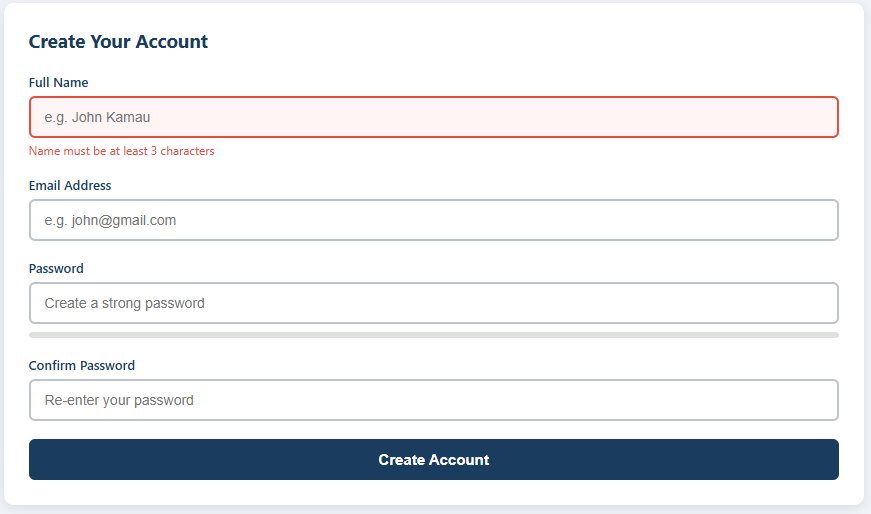 Create Your Account
Full Name
e.g. John Kamau
Name must be at least 3 characters
Email Address
e.g. john@gmail.com
Password
Create a strong password
Confirm Password
Re-enter your password
Create Account